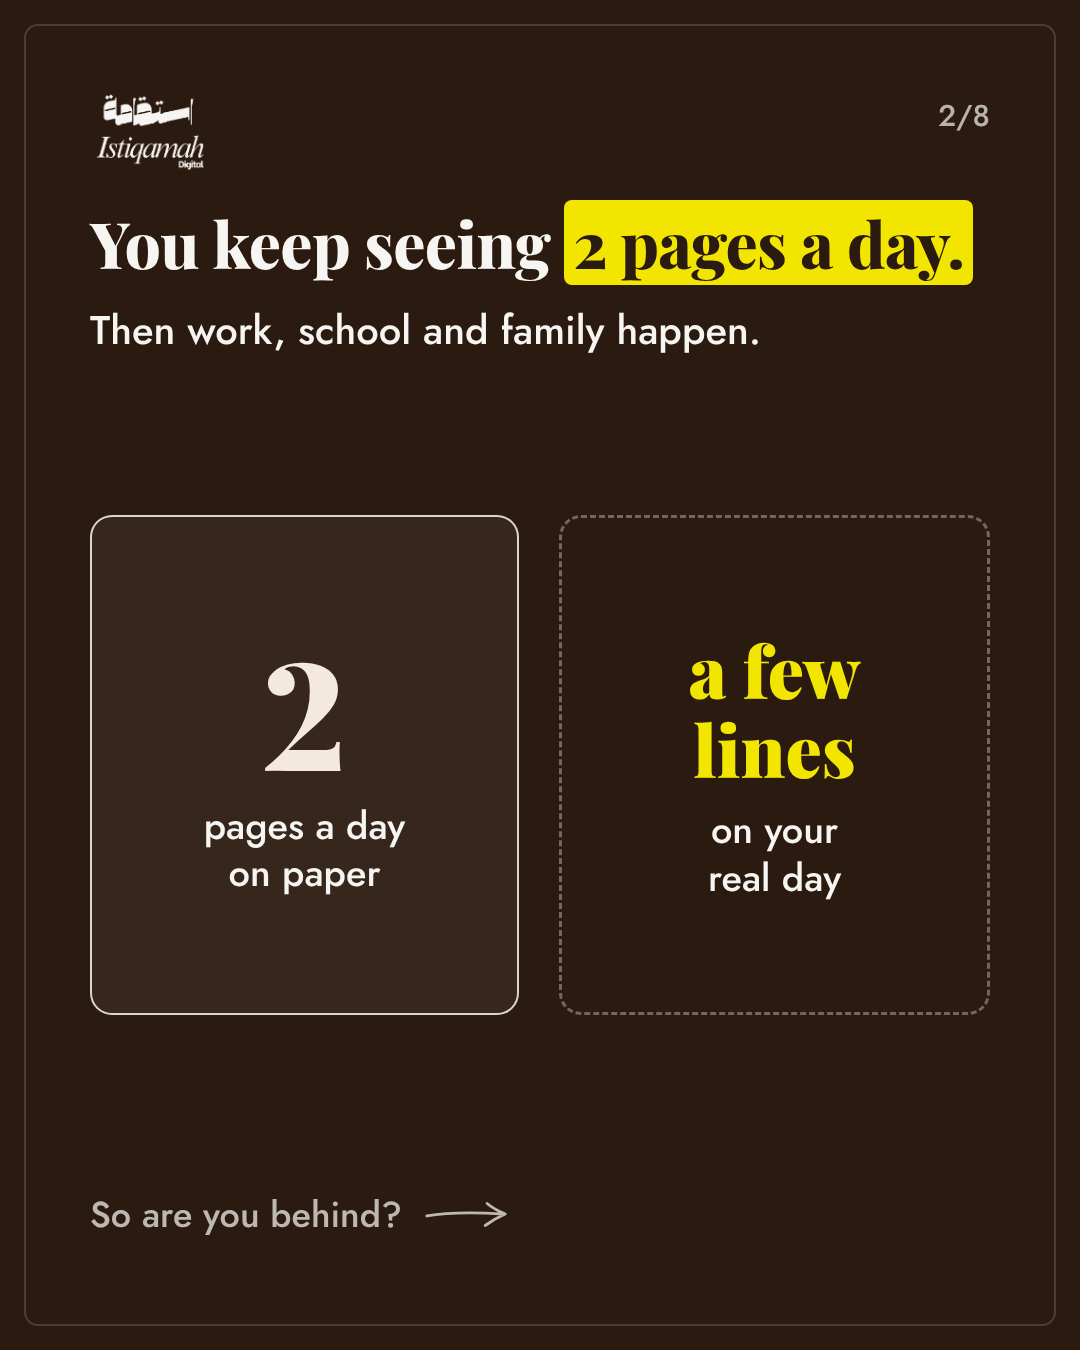 استقامة
Istiqamah
Digital
2/8
You keep seeing 2 pages a day.
Then work, school and family happen.
2
pages a day
on paper
a few
lines
on your
real day
So are you behind?